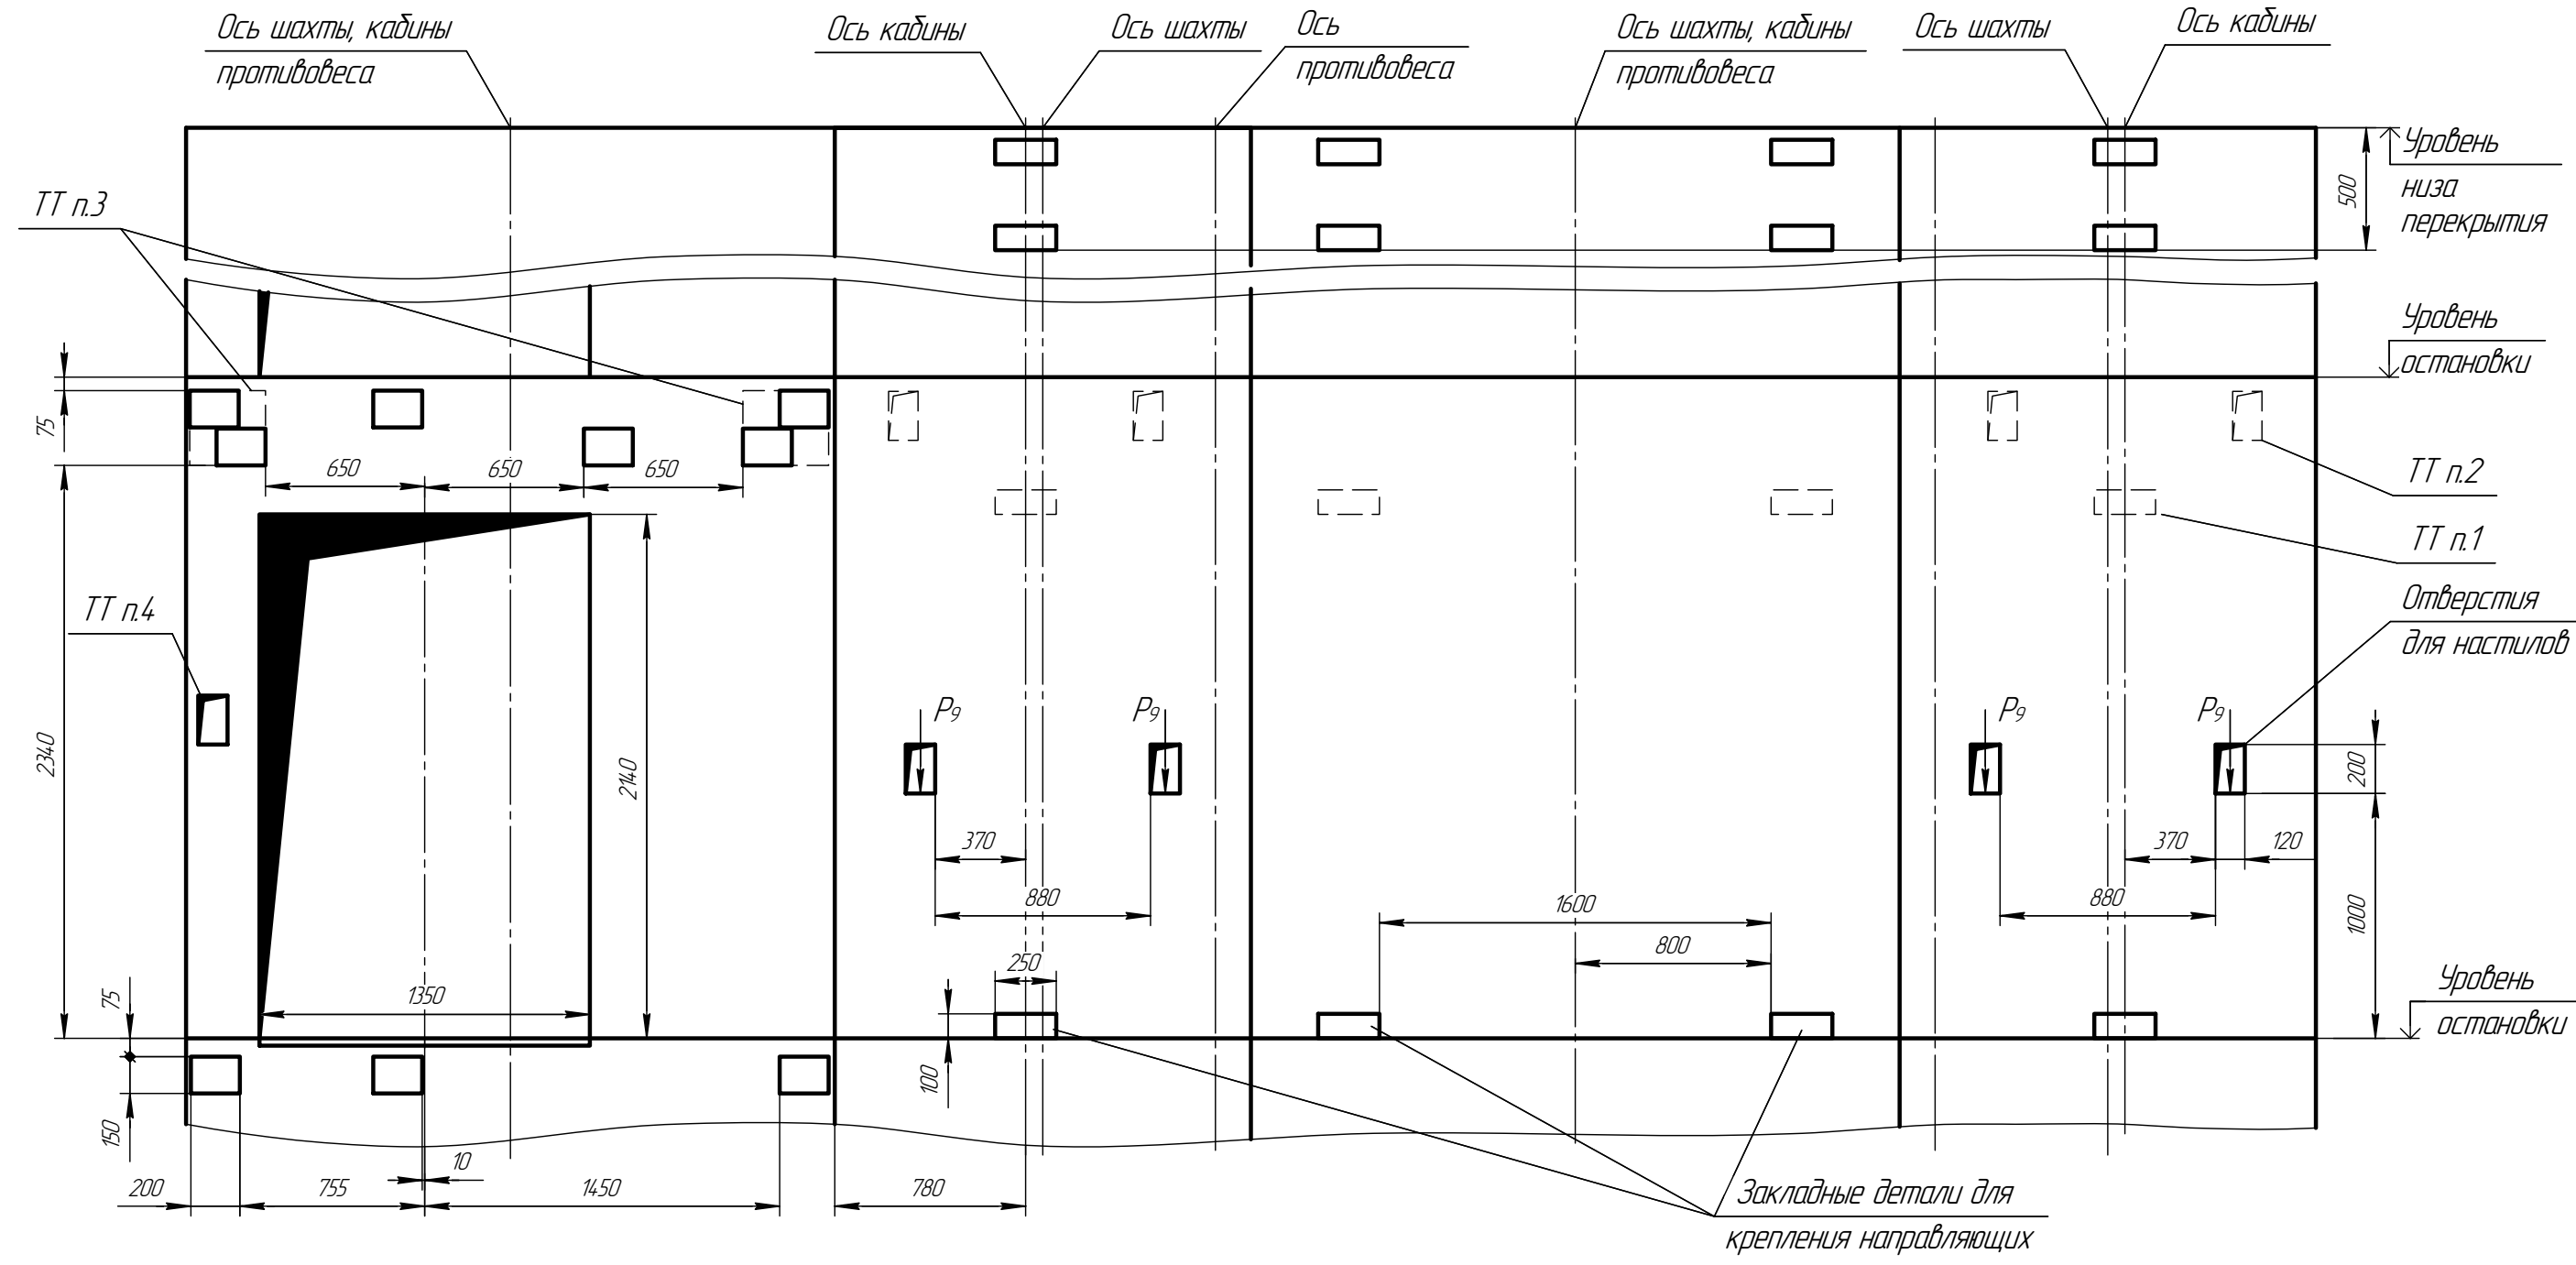 Ось шахты, кабины
противовеса
Ось кабины
Ось шахты
Ось
противовеса
Ось шахты, кабины
противовеса
Ось шахты
Ось кабины
Уровень
низа
перекрытия
500
ТТ п.3
Уровень
остановки
75
650
650
650
ТТ п.2
ТТ п.1
ТТ п.4
Отверстия
для настилов
2340
2140
P9
P9
P9
P9
200
370
370
120
880
1600
880
1000
800
250
1350
75
Уровень
остановки
100
150
10
200
755
1450
780
Закладные детали для
крепления направляющих